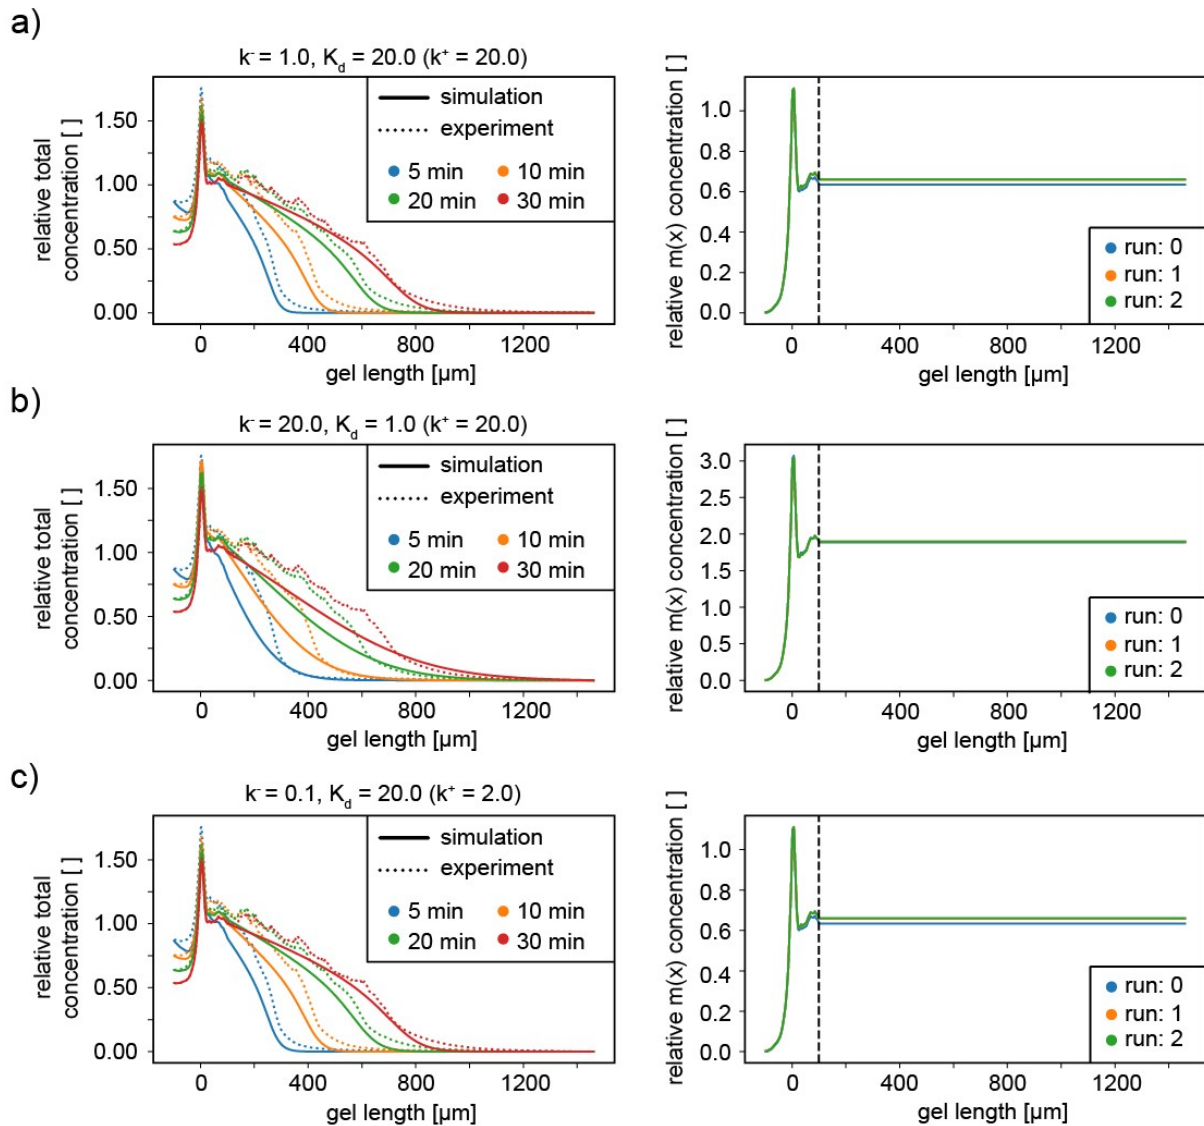 a)
k⁻ = 1.0, K_d = 20.0 (k⁺ = 20.0)
relative total
concentration [ ]
1.50
1.00
0.50
0.00
simulation
experiment
5 min 10 min
20 min 30 min
0 400 800 1200
gel length [µm]
relative m(x) concentration [ ]
1.0
0.8
0.6
0.4
0.2
0.0
run: 0
run: 1
run: 2
0 400 800 1200
gel length [µm]
b)
k⁻ = 20.0, K_d = 1.0 (k⁺ = 20.0)
relative total
concentration [ ]
1.50
1.00
0.50
0.00
simulation
experiment
5 min 10 min
20 min 30 min
0 400 800 1200
gel length [µm]
relative m(x) concentration [ ]
3.0
2.5
2.0
1.5
1.0
0.5
0.0
run: 0
run: 1
run: 2
0 400 800 1200
gel length [µm]
c)
k⁻ = 0.1, K_d = 20.0 (k⁺ = 2.0)
relative total
concentration [ ]
1.50
1.00
0.50
0.00
simulation
experiment
5 min 10 min
20 min 30 min
0 400 800 1200
gel length [µm]
relative m(x) concentration [ ]
1.0
0.8
0.6
0.4
0.2
0.0
run: 0
run: 1
run: 2
0 400 800 1200
gel length [µm]